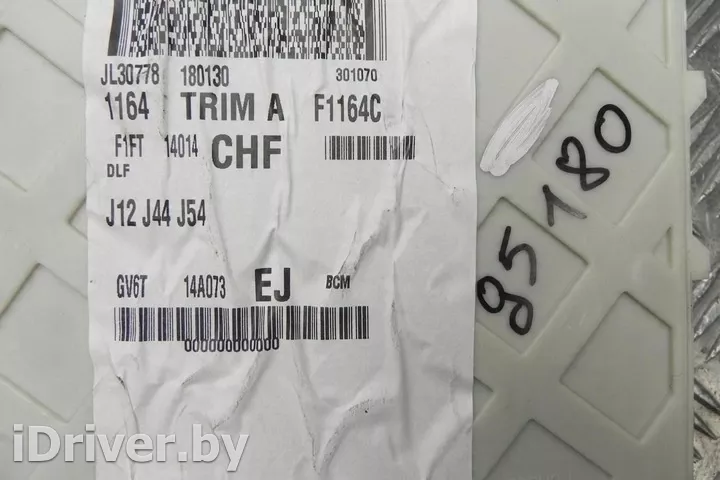 JL30778 180130 301070
1164 TRIM A F1164C
F1FT 14014 CHF
DLF
J12 J44 J54
GV6T 14A073 EJ BCM
000000000000
95180
iDriver.by